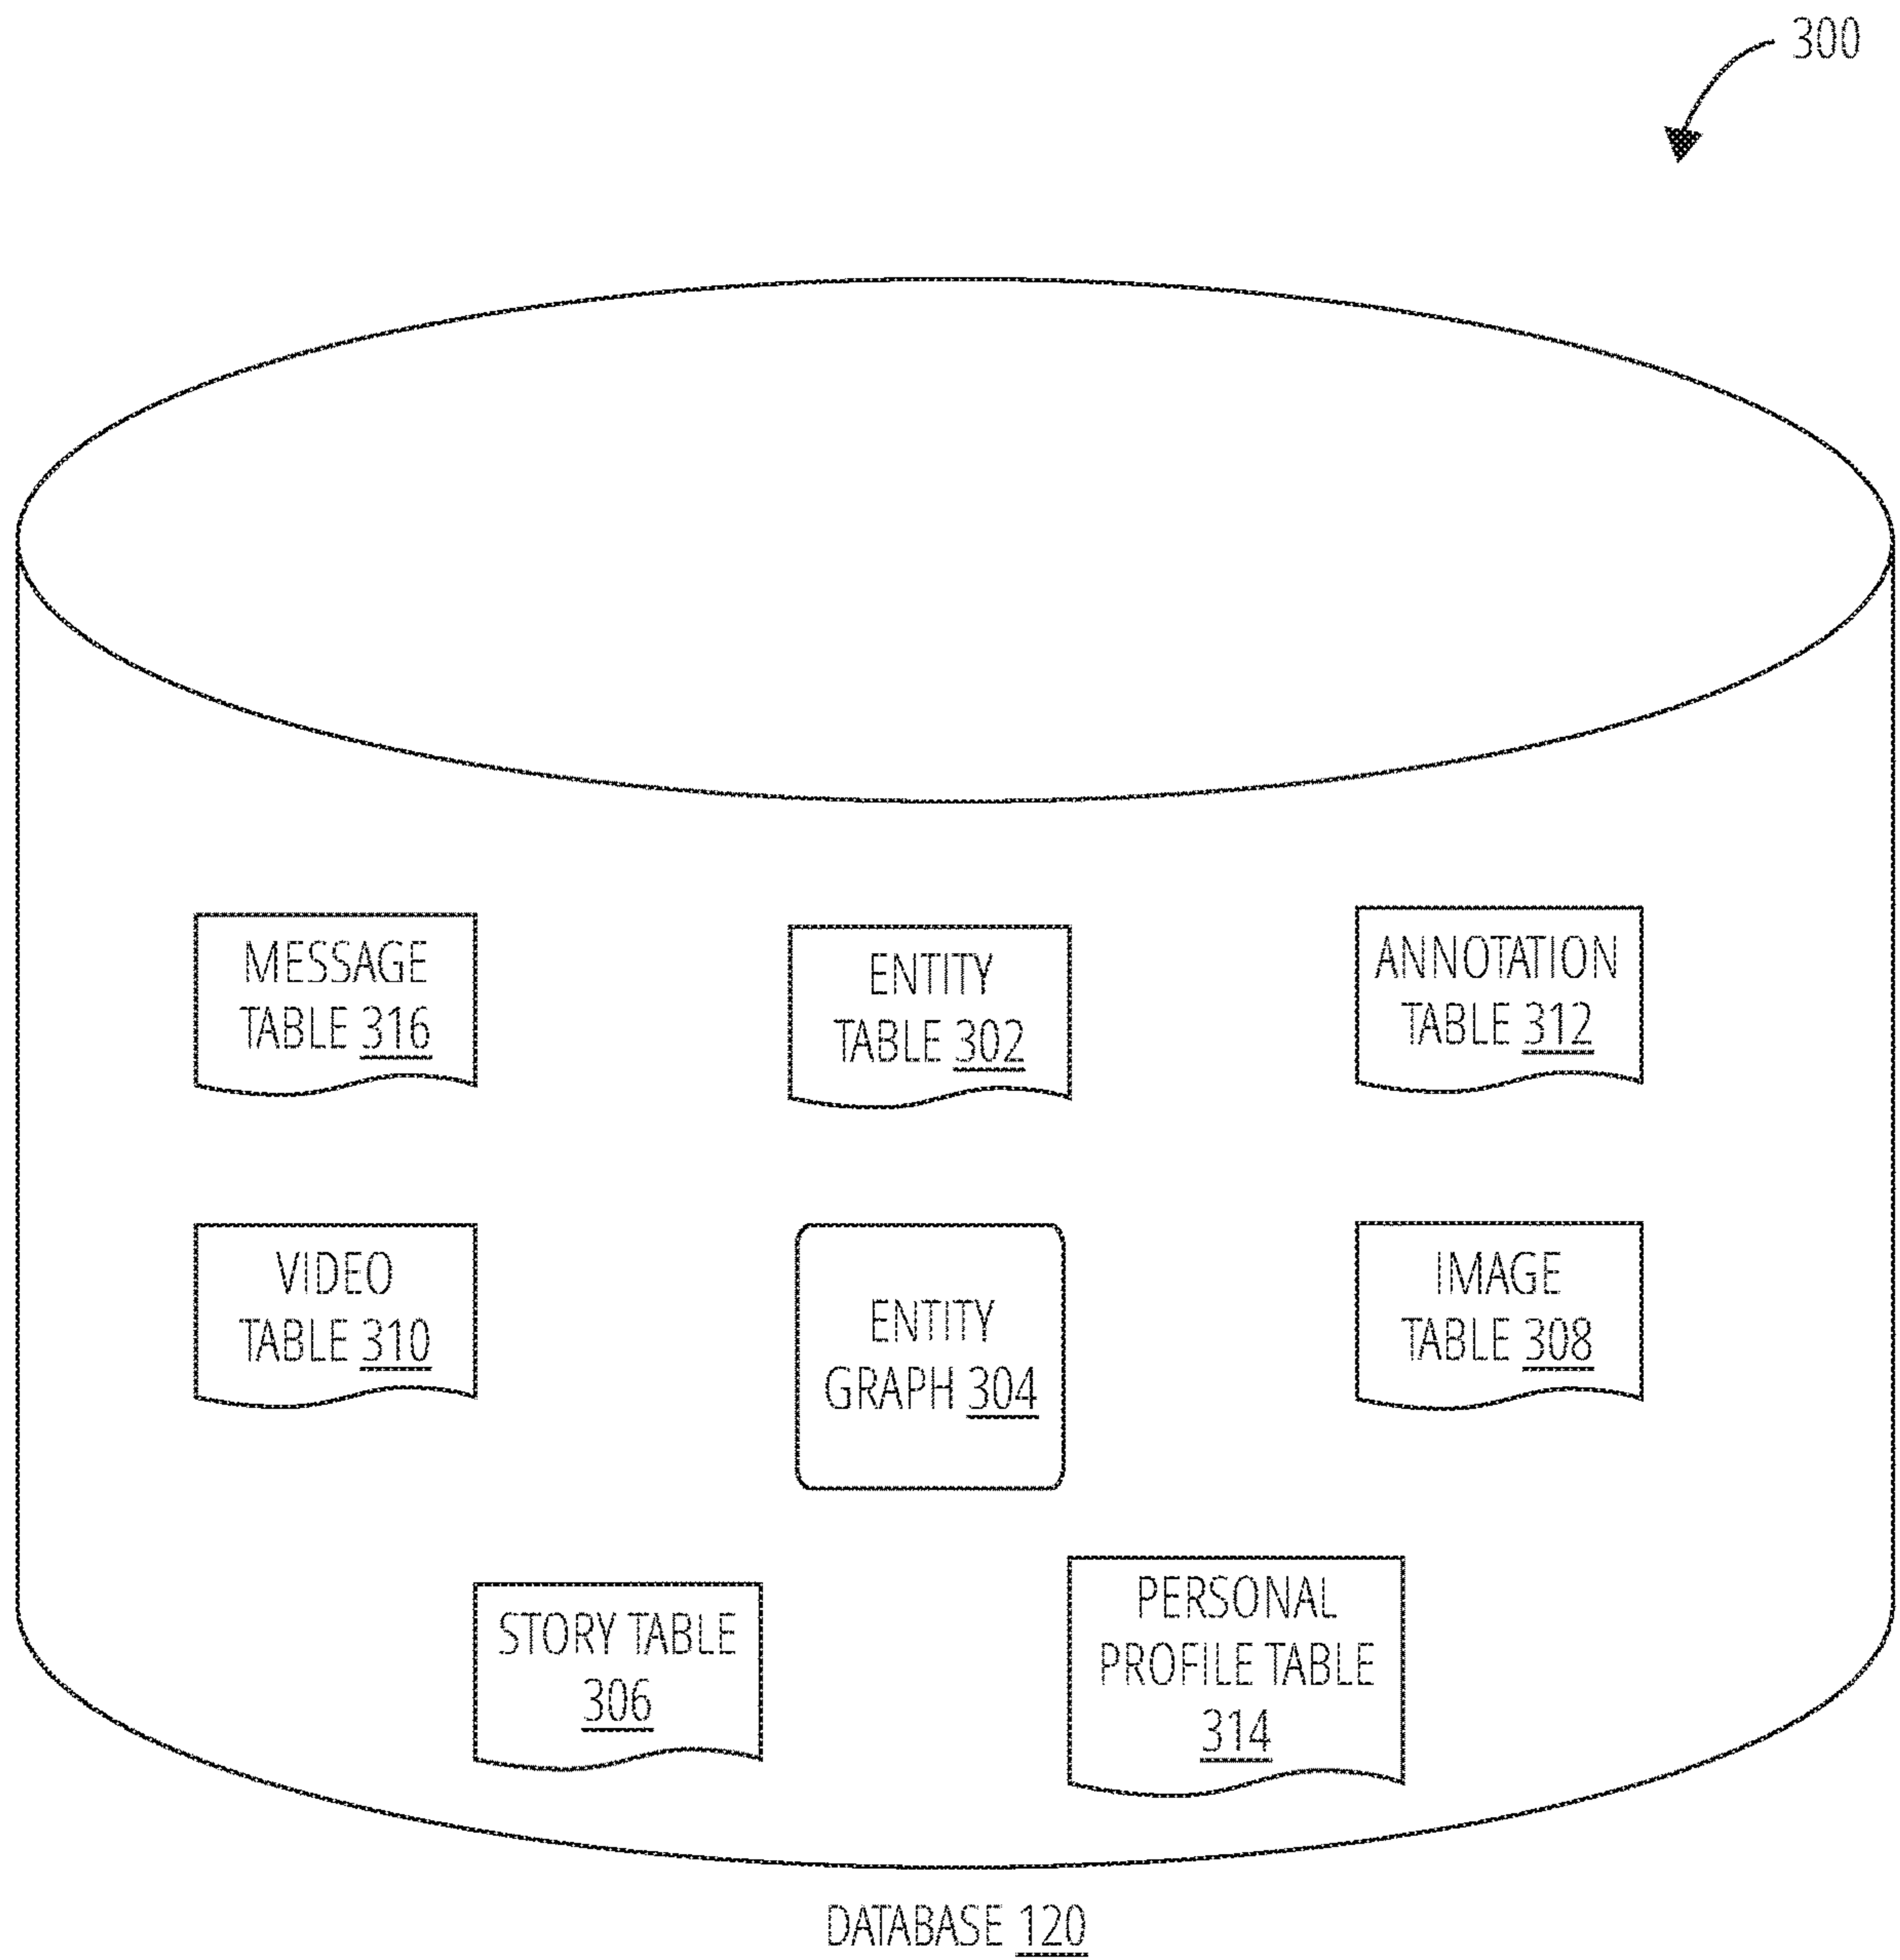 300
MESSAGE
TABLE 316
ENTITY
TABLE 302
ANNOTATION
TABLE 312
VIDEO
TABLE 310
ENTITY
GRAPH 304
IMAGE
TABLE 308
STORY TABLE
306
PERSONAL
PROFILE TABLE
314
DATABASE 120